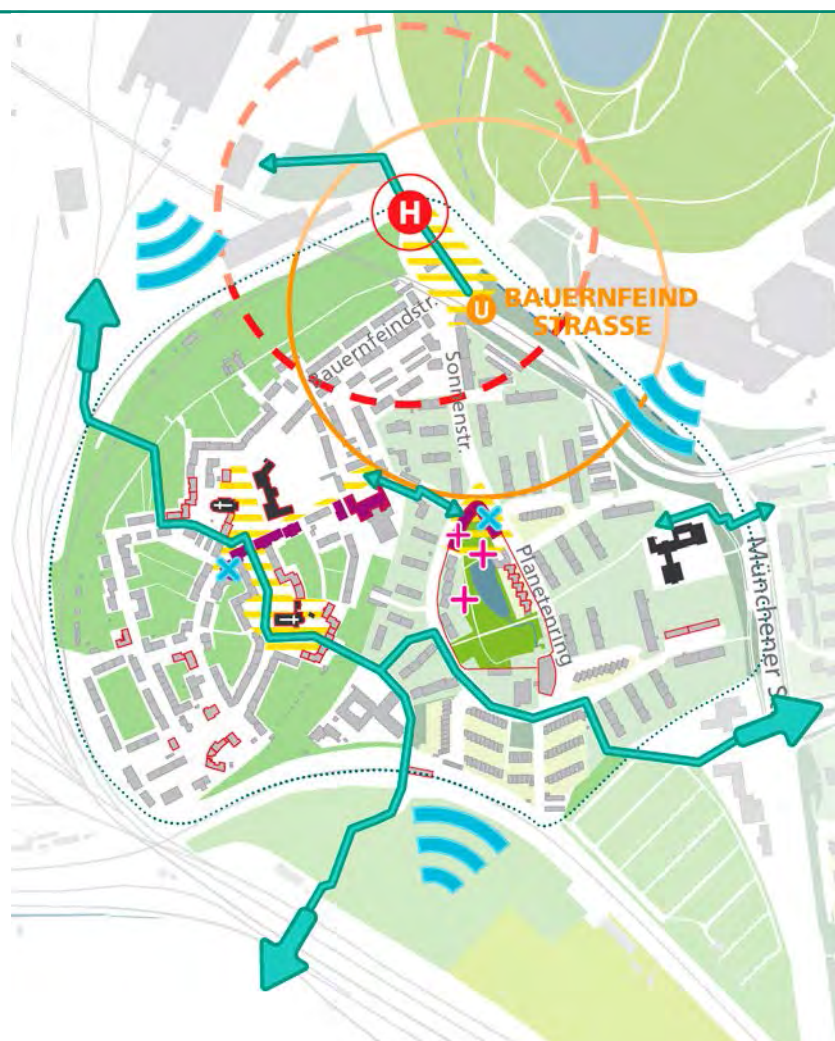 H
U BAUERNFEIND
STRASSE
Bauernfeindstr.
Sonnenstr.
Planetenring
Münchener S